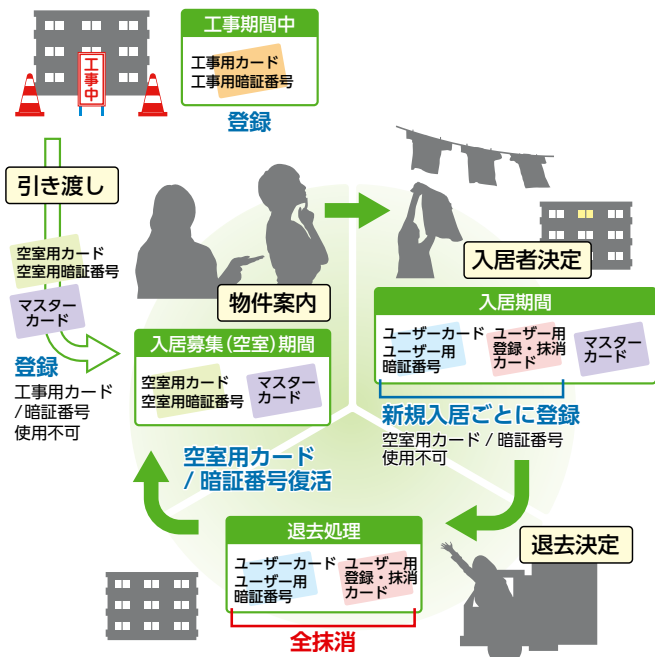 工事中
工事期間中
工事用カード
工事用暗証番号
登録
引き渡し
空室用カード
空室用暗証番号
マスター
カード
登録
工事用カード
/暗証番号
使用不可
物件案内
入居募集(空室)期間
空室用カード
空室用暗証番号
マスター
カード
入居者決定
入居期間
ユーザーカード
ユーザー用
暗証番号
ユーザー用
登録・抹消
カード
マスター
カード
新規入居ごとに登録
空室用カード / 暗証番号
使用不可
空室用カード
/ 暗証番号復活
退去決定
退去処理
ユーザーカード
ユーザー用
暗証番号
ユーザー用
登録・抹消
カード
全抹消